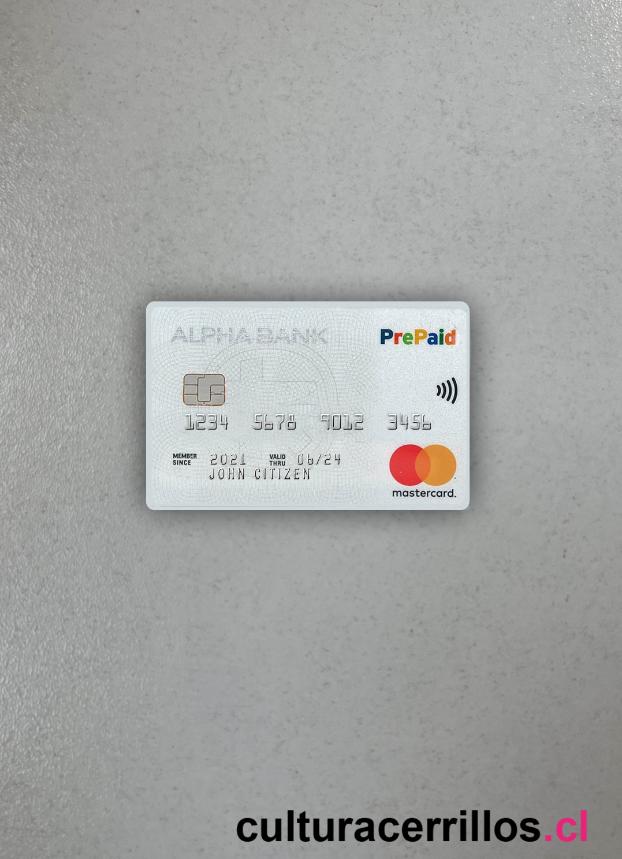 ALPHA BANK
PrePaid
1234 5678 9012 3456
MEMBER SINCE 2021 VALID THRU 06/24
JOHN CITIZEN
mastercard.
culturacerrillos.cl